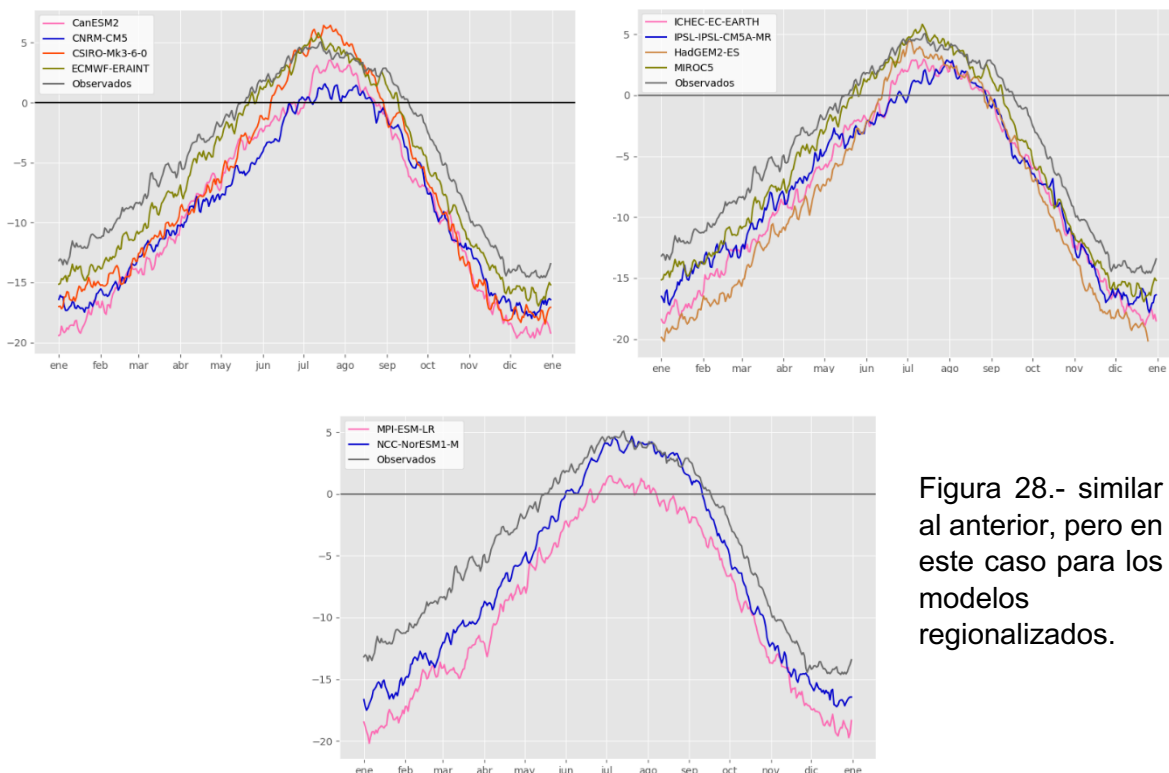 CanESM2
CNRM-CM5
CSIRO-Mk3-6-0
ECMWF-ERAINT
Observados
5
0
−5
−10
−15
−20
ene feb mar abr may jun jul ago sep oct nov dic ene
ICHEC-EC-EARTH
IPSL-IPSL-CM5A-MR
HadGEM2-ES
MIROC5
Observados
5
0
−5
−10
−15
−20
ene feb mar abr may jun jul ago sep oct nov dic ene
MPI-ESM-LR
NCC-NorESM1-M
Observados
5
0
−5
−10
−15
−20
ene feb mar abr may jun jul ago sep oct nov dic ene
Figura 28.- similar
al anterior, pero en
este caso para los
modelos
regionalizados.